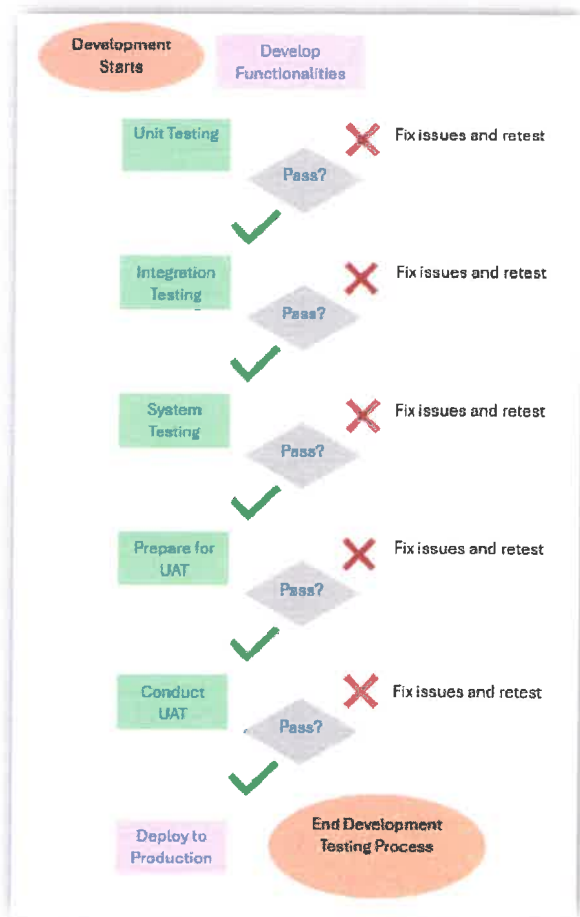 Development
Starts
Develop
Functionalities
Unit Testing
Fix issues and retest
Pass?
Integration
Testing
Fix issues and retest
Pass?
System
Testing
Fix issues and retest
Pass?
Prepare for
UAT
Fix issues and retest
Pass?
Conduct
UAT
Fix issues and retest
Pass?
Deploy to
Production
End Development
Testing Process